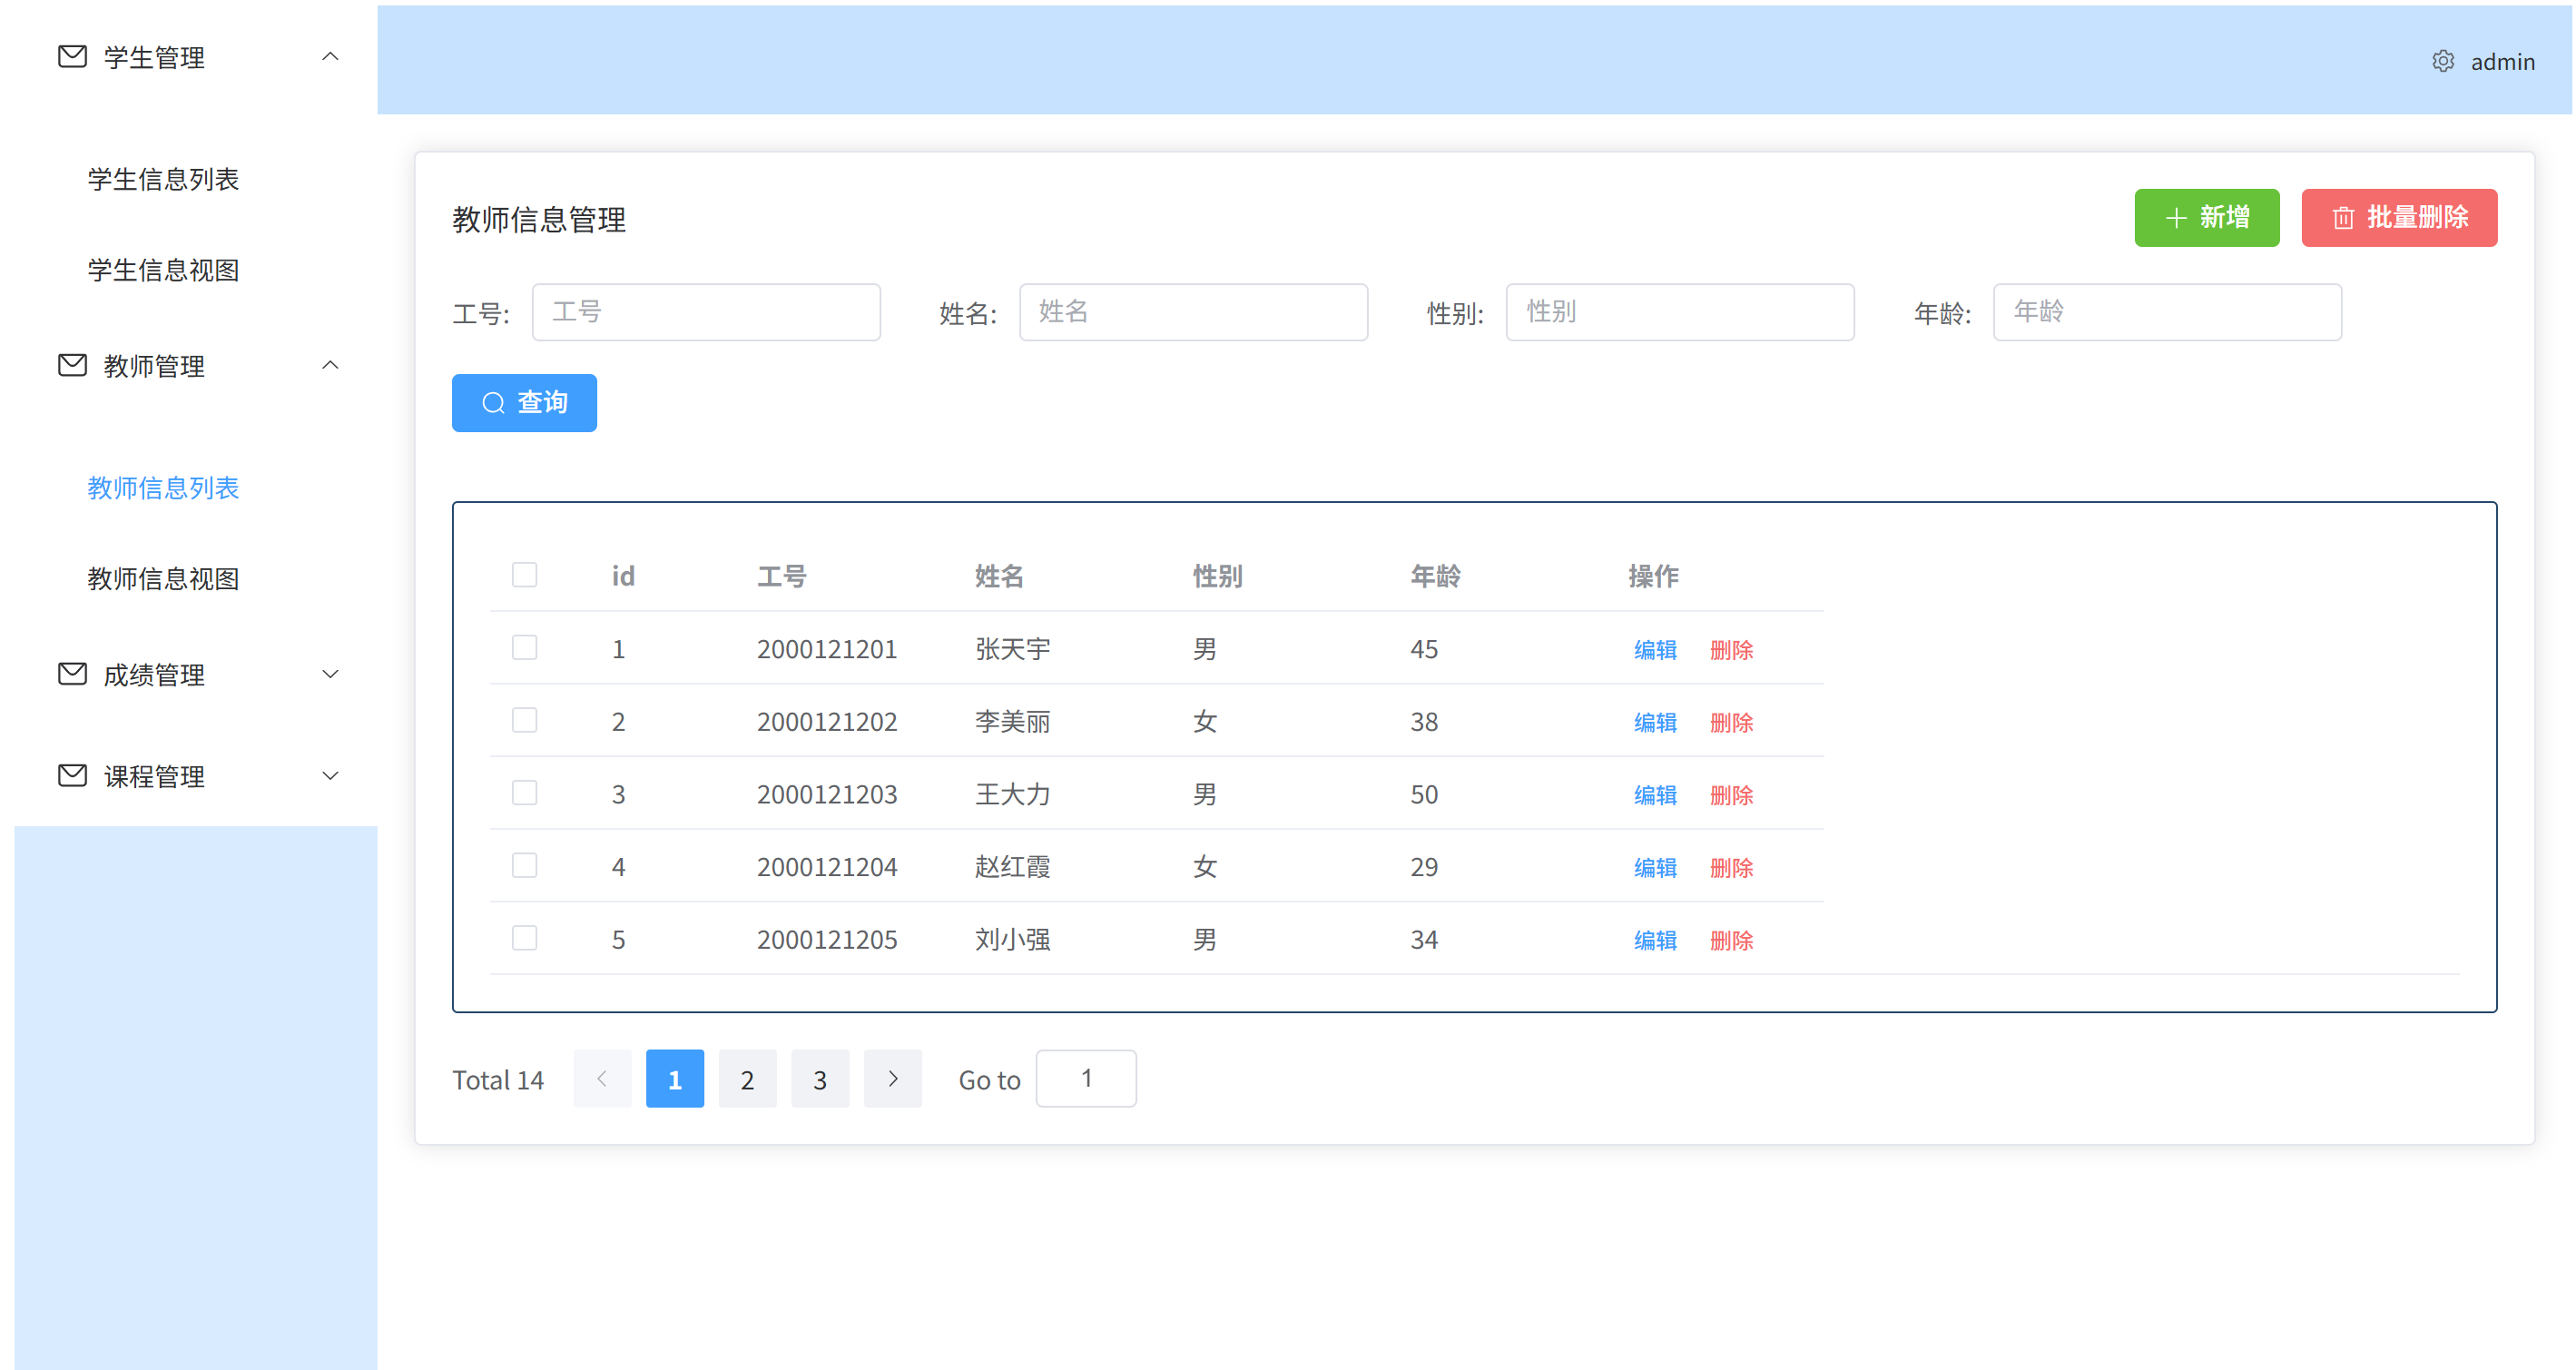 学生管理
学生信息列表
学生信息视图
教师管理
教师信息列表
教师信息视图
成绩管理
课程管理
admin
教师信息管理 新增 批量删除
工号: 工号 姓名: 姓名 性别: 性别 年龄: 年龄
查询
id 工号 姓名 性别 年龄 操作
1 2000121201 张天宇 男 45 编辑 删除
2 2000121202 李美丽 女 38 编辑 删除
3 2000121203 王大力 男 50 编辑 删除
4 2000121204 赵红霞 女 29 编辑 删除
5 2000121205 刘小强 男 34 编辑 删除
Total 14 1 2 3 Go to 1